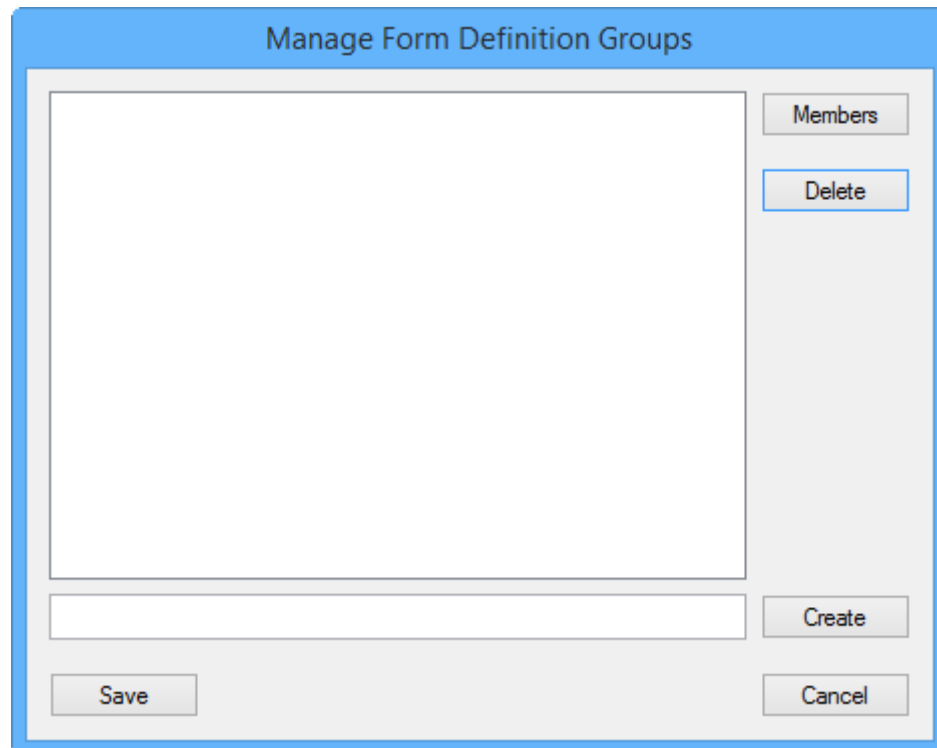 Manage Form Definition Groups
Members
Delete
Create
Save
Cancel